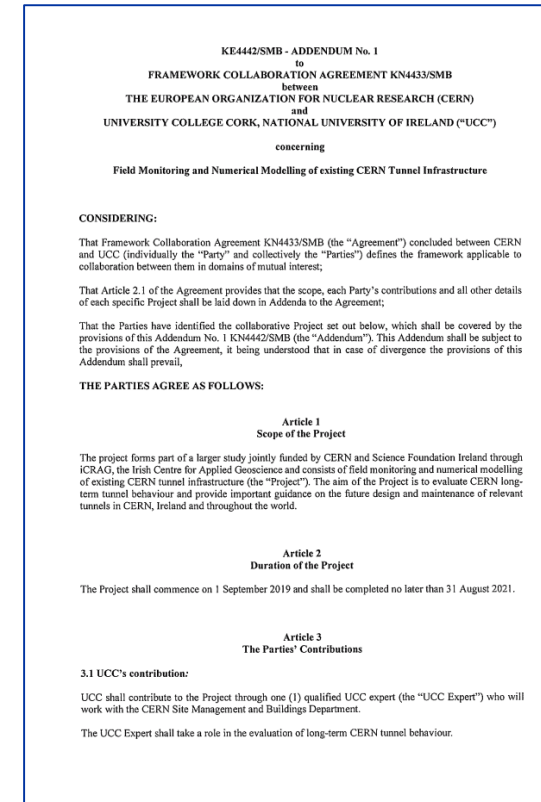 KE4442/SMB - ADDENDUM No. 1
to
FRAMEWORK COLLABORATION AGREEMENT KN4433/SMB
between
THE EUROPEAN ORGANIZATION FOR NUCLEAR RESEARCH (CERN)
and
UNIVERSITY COLLEGE CORK, NATIONAL UNIVERSITY OF IRELAND ("UCC")
concerning
Field Monitoring and Numerical Modelling of existing CERN Tunnel Infrastructure
CONSIDERING:
That Framework Collaboration Agreement KN4433/SMB (the "Agreement") concluded between CERN
and UCC (individually the "Party" and collectively the "Parties") defines the framework applicable to
collaboration between them in domains of mutual interest;
That Article 2.1 of the Agreement provides that the scope, each Party's contributions and all other details
of each specific Project shall be laid down in Addenda to the Agreement;
That the Parties have identified the collaborative Project set out below, which shall be covered by the
provisions of this Addendum No. 1 KN4442/SMB (the "Addendum"). This Addendum shall be subject to
the provisions of the Agreement, it being understood that in case of divergence the provisions of this
Addendum shall prevail,
THE PARTIES AGREE AS FOLLOWS:
Article 1
Scope of the Project
The project forms part of a larger study jointly funded by CERN and Science Foundation Ireland through
iCRAG, the Irish Centre for Applied Geoscience and consists of field monitoring and numerical modelling
of existing CERN tunnel infrastructure (the "Project"). The aim of the Project is to evaluate CERN long-
term tunnel behaviour and provide important guidance on the future design and maintenance of relevant
tunnels in CERN, Ireland and throughout the world.
Article 2
Duration of the Project
The Project shall commence on 1 September 2019 and shall be completed no later than 31 August 2021.
Article 3
The Parties' Contributions
3.1 UCC's contribution:
UCC shall contribute to the Project through one (1) qualified UCC expert (the "UCC Expert") who will
work with the CERN Site Management and Buildings Department.
The UCC Expert shall take a role in the evaluation of long-term CERN tunnel behaviour.